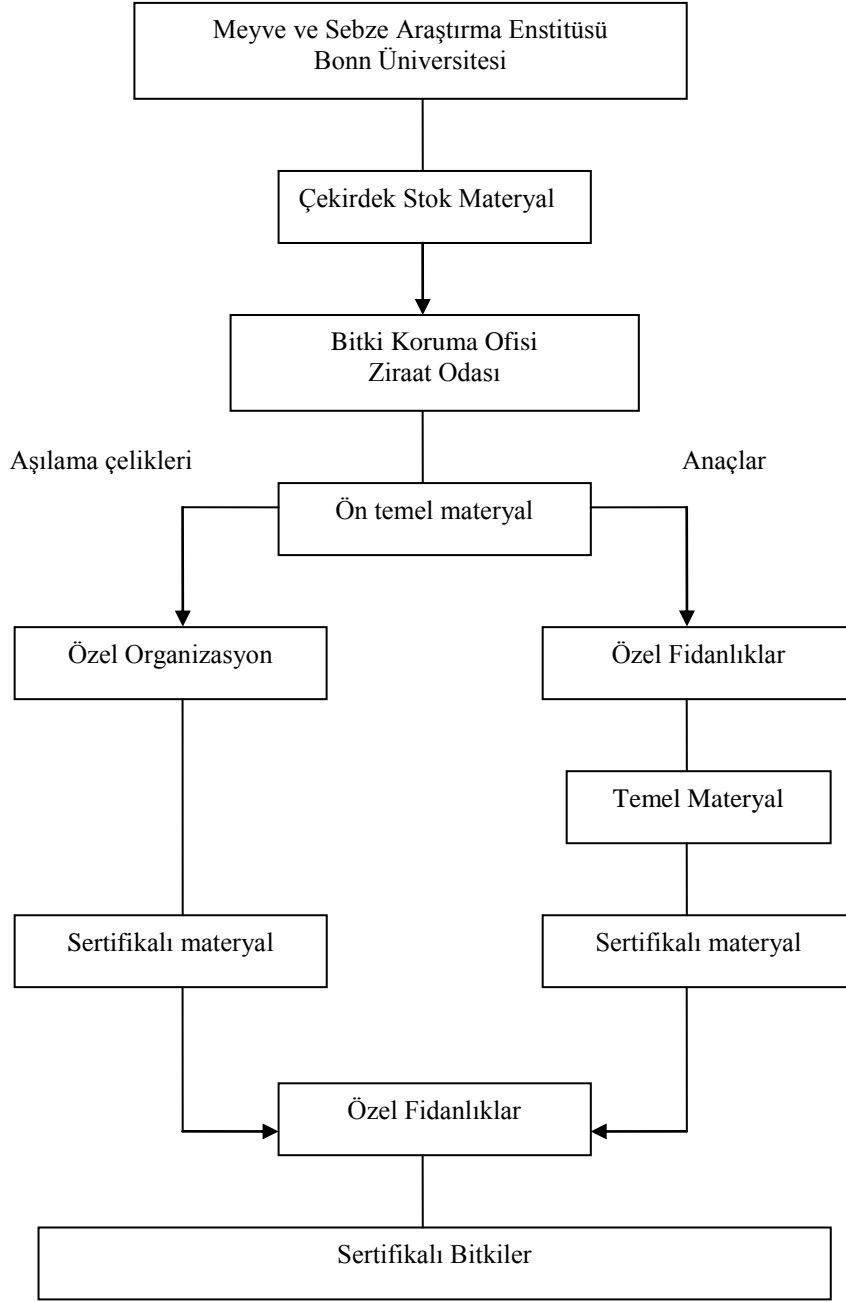 Meyve ve Sebze Araştırma Enstitüsü
Bonn Üniversitesi
Çekirdek Stok Materyal
Bitki Koruma Ofisi
Ziraat Odası
Aşılama çelikleri
Anaçlar
Ön temel materyal
Özel Organizasyon
Özel Fidanlıklar
Temel Materyal
Sertifikalı materyal
Sertifikalı materyal
Özel Fidanlıklar
Sertifikalı Bitkiler